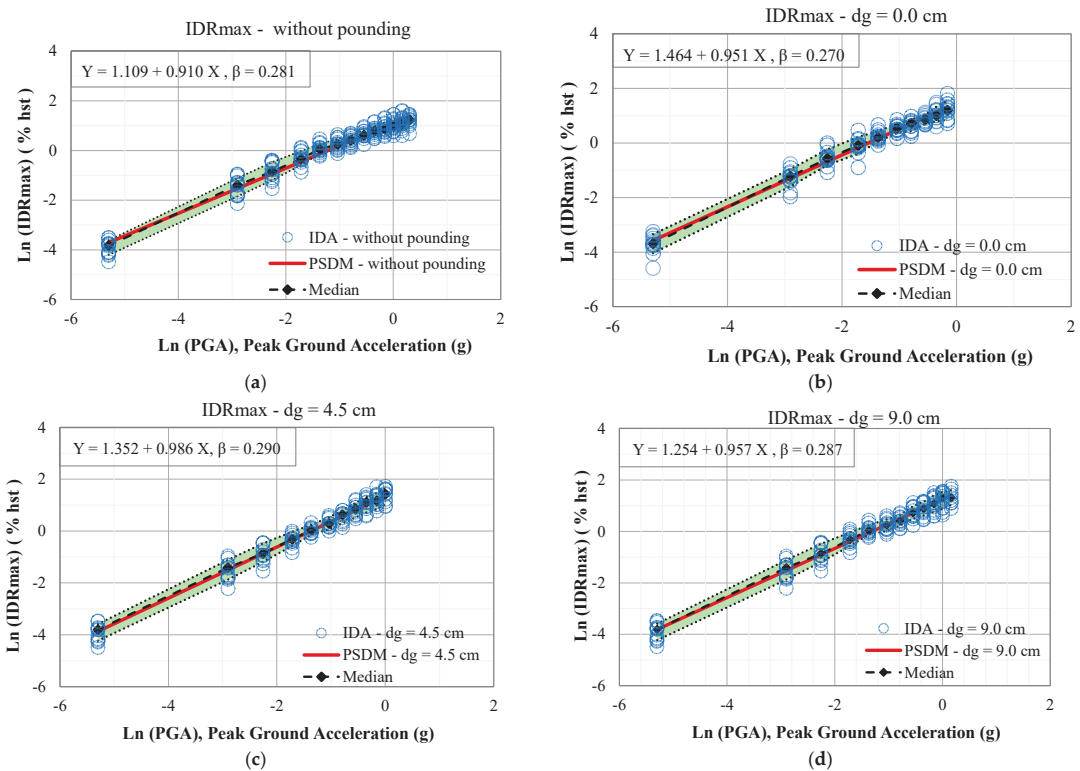 IDRmax - without pounding
Y = 1.109 + 0.910 X , β = 0.281
Ln (IDRmax) ( % hst)
4
2
0
-2
-4
-6
-6
-4
-2
0
2
IDA - without pounding
PSDM - without pounding
Median
Ln (PGA), Peak Ground Acceleration (g)
(a)
IDRmax - dg = 0.0 cm
Y = 1.464 + 0.951 X , β = 0.270
Ln (IDRmax) ( % hst)
4
2
0
-2
-4
-6
-6
-4
-2
0
2
IDA - dg = 0.0 cm
PSDM - dg = 0.0 cm
Median
Ln (PGA), Peak Ground Acceleration (g)
(b)
IDRmax - dg = 4.5 cm
Y = 1.352 + 0.986 X, β = 0.290
Ln (IDRmax) ( % hst)
4
2
0
-2
-4
-6
-6
-4
-2
0
2
IDA - dg = 4.5 cm
PSDM - dg = 4.5 cm
Median
Ln (PGA), Peak Ground Acceleration (g)
(c)
IDRmax - dg = 9.0 cm
Y = 1.254 + 0.957 X , β = 0.287
Ln (IDRmax) ( % hst)
4
2
0
-2
-4
-6
-6
-4
-2
0
2
IDA - dg = 9.0 cm
PSDM - dg = 9.0 cm
Median
Ln (PGA), Peak Ground Acceleration (g)
(d)